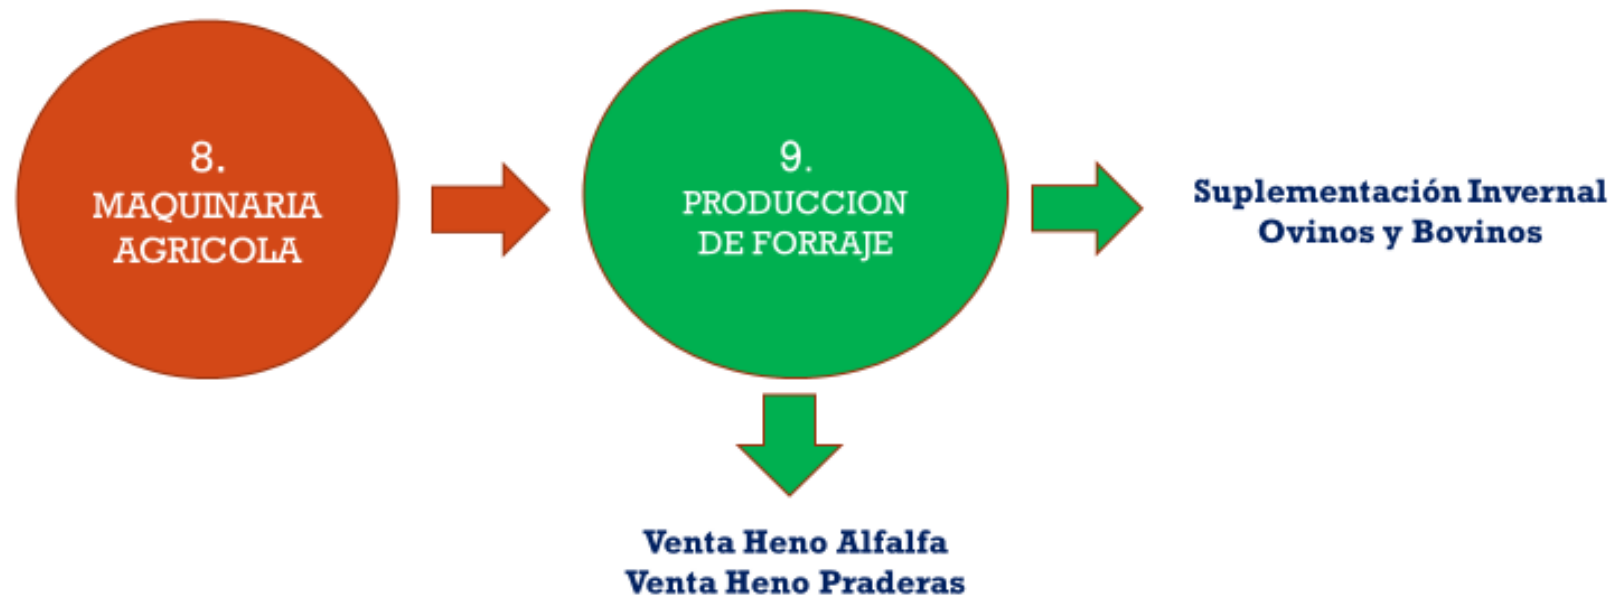 8.
MAQUINARIA
AGRICOLA
9.
PRODUCCION
DE FORRAJE
Suplementación Invernal
Ovinos y Bovinos
Venta Heno Alfalfa
Venta Heno Praderas